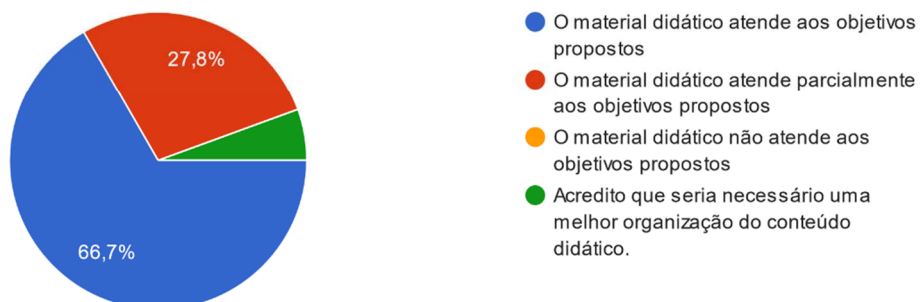 27,8%
66,7%
O material didático atende aos objetivos
propostos
O material didático atende parcialmente
aos objetivos propostos
O material didático não atende aos
objetivos propostos
Acredito que seria necessário uma
melhor organização do conteúdo
didático.